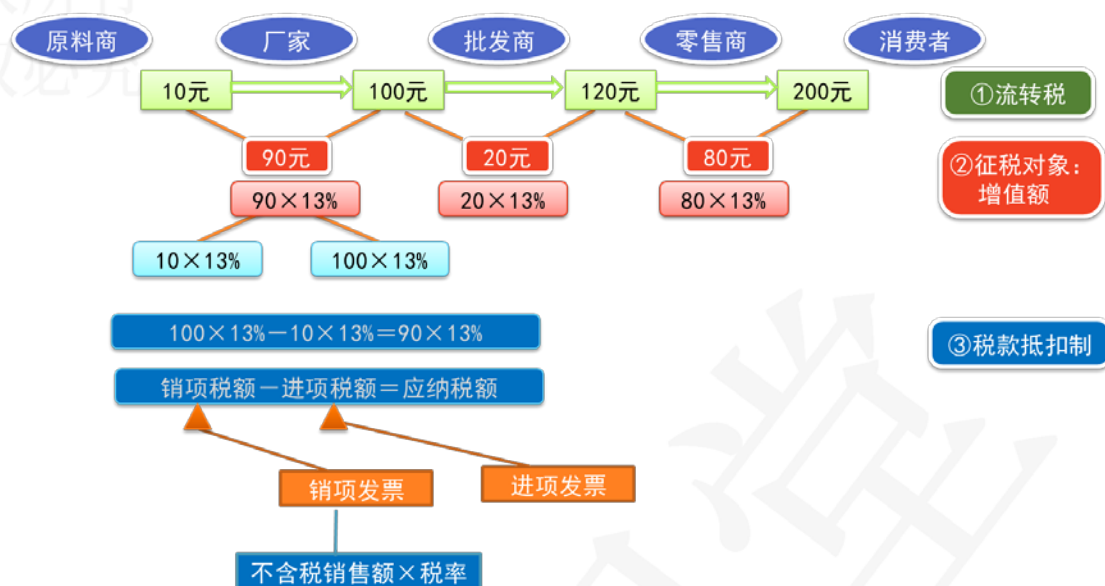 原料商
厂家
批发商
零售商
消费者
10元
100元
120元
200元
①流转税
90元
20元
80元
②征税对象：
增值额
90×13%
20×13%
80×13%
10×13%
100×13%
100×13%－10×13%＝90×13%
③税款抵扣制
销项税额－进项税额＝应纳税额
销项发票
进项发票
不含税销售额×税率